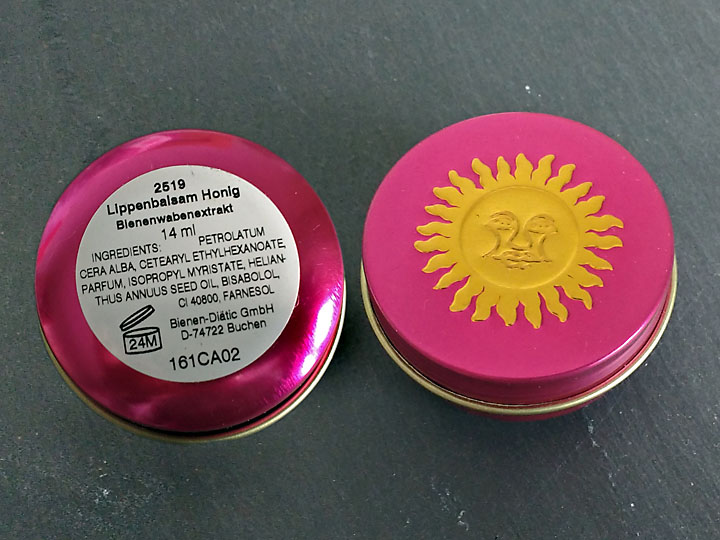 2519
Lippenbalsam Honig
Bienenwabenextrakt
14 ml
INGREDIENTS: PETROLATUM
CERA ALBA, CETEARYL ETHYLHEXANOATE,
PARFUM, ISOPROPYL MYRISTATE, HELIAN-
THUS ANNUUS SEED OIL, BISABOLOL,
CI 40800, FARNESOL
24M
Bienen-Diätic GmbH
D-74722 Buchen
161CA02